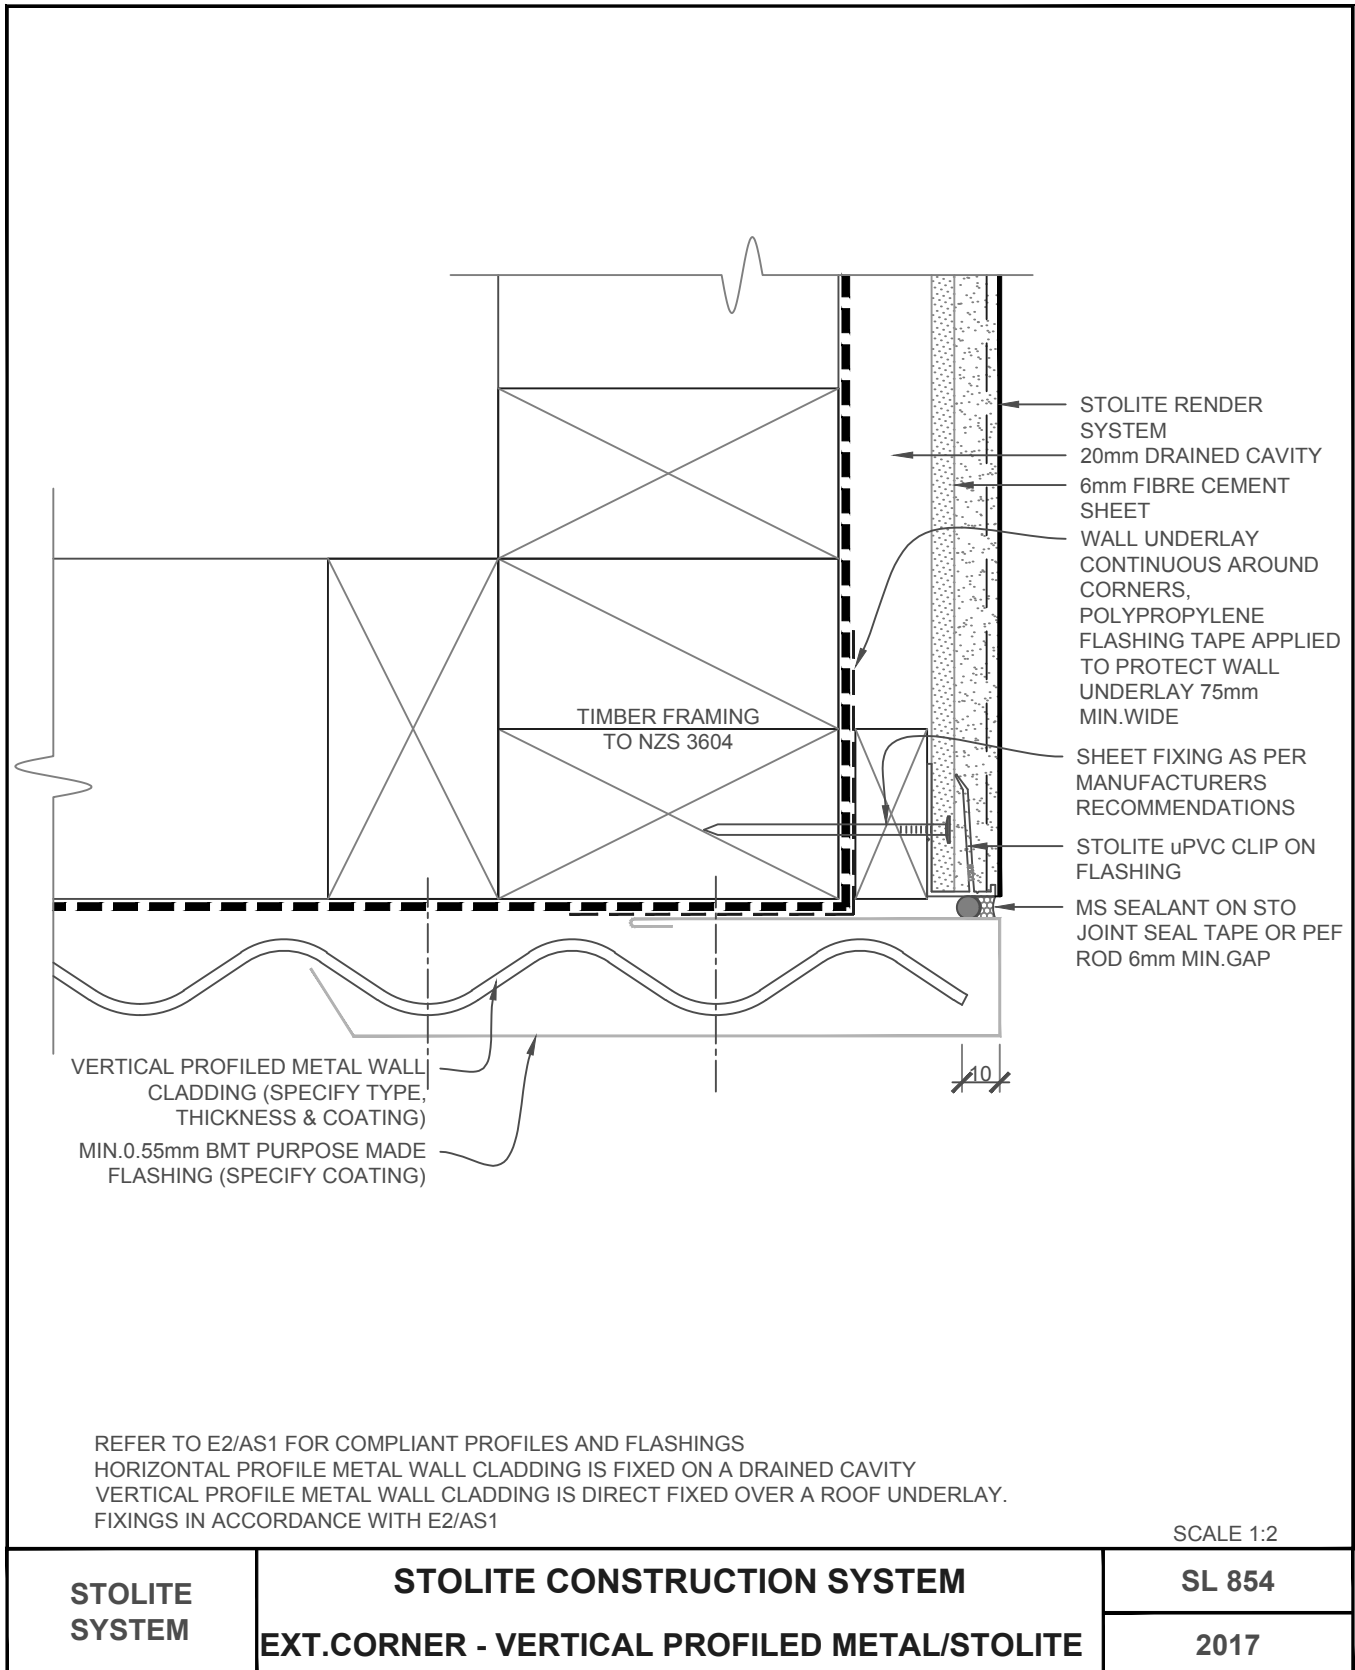 STOLITE RENDER
SYSTEM
20mm DRAINED CAVITY
6mm FIBRE CEMENT
SHEET
WALL UNDERLAY
CONTINUOUS AROUND
CORNERS,
POLYPROPYLENE
FLASHING TAPE APPLIED
TO PROTECT WALL
UNDERLAY 75mm
MIN.WIDE
TIMBER FRAMING
TO NZS 3604
SHEET FIXING AS PER
MANUFACTURERS
RECOMMENDATIONS
STOLITE uPVC CLIP ON
FLASHING
MS SEALANT ON STO
JOINT SEAL TAPE OR PEF
ROD 6mm MIN.GAP
10
VERTICAL PROFILED METAL WALL
CLADDING (SPECIFY TYPE,
THICKNESS & COATING)
MIN.0.55mm BMT PURPOSE MADE
FLASHING (SPECIFY COATING)
REFER TO E2/AS1 FOR COMPLIANT PROFILES AND FLASHINGS
HORIZONTAL PROFILE METAL WALL CLADDING IS FIXED ON A DRAINED CAVITY
VERTICAL PROFILE METAL WALL CLADDING IS DIRECT FIXED OVER A ROOF UNDERLAY.
FIXINGS IN ACCORDANCE WITH E2/AS1
SCALE 1:2
STOLITE
SYSTEM
STOLITE CONSTRUCTION SYSTEM
EXT.CORNER - VERTICAL PROFILED METAL/STOLITE
SL 854
2017